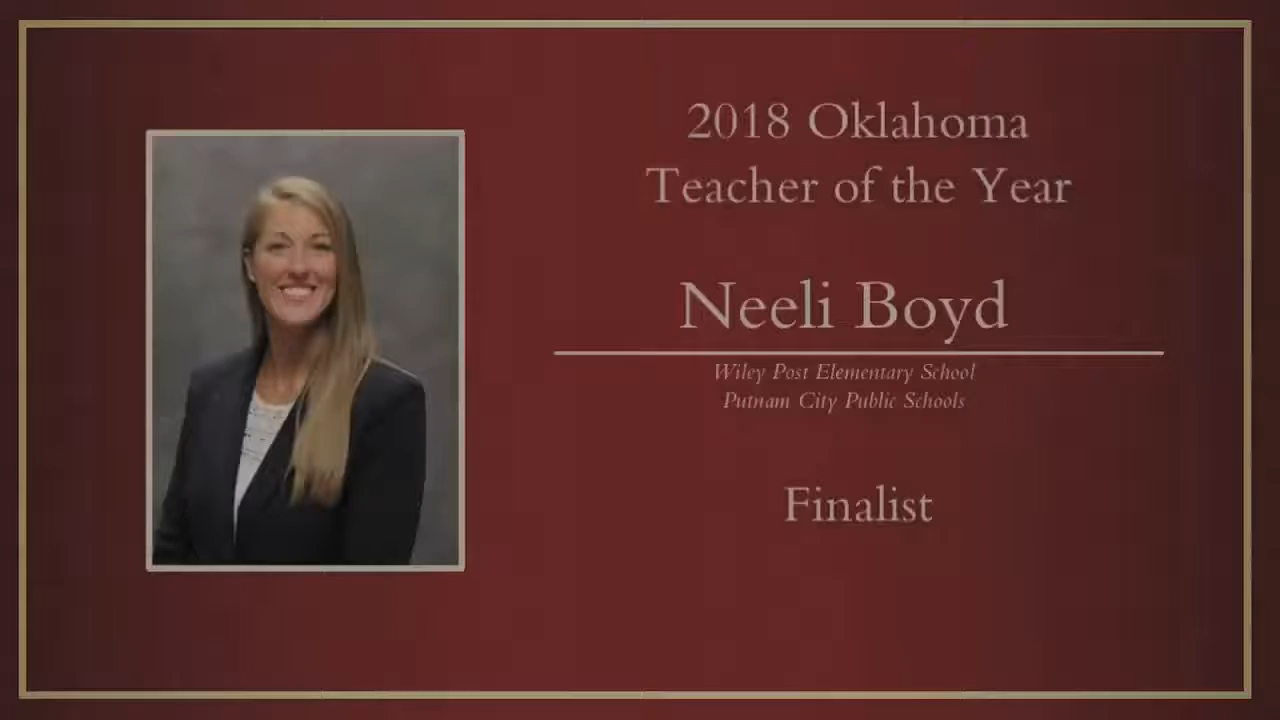 2018 Oklahoma
Teacher of the Year
Neeli Boyd
Wiley Post Elementary School
Putnam City Public Schools
Finalist